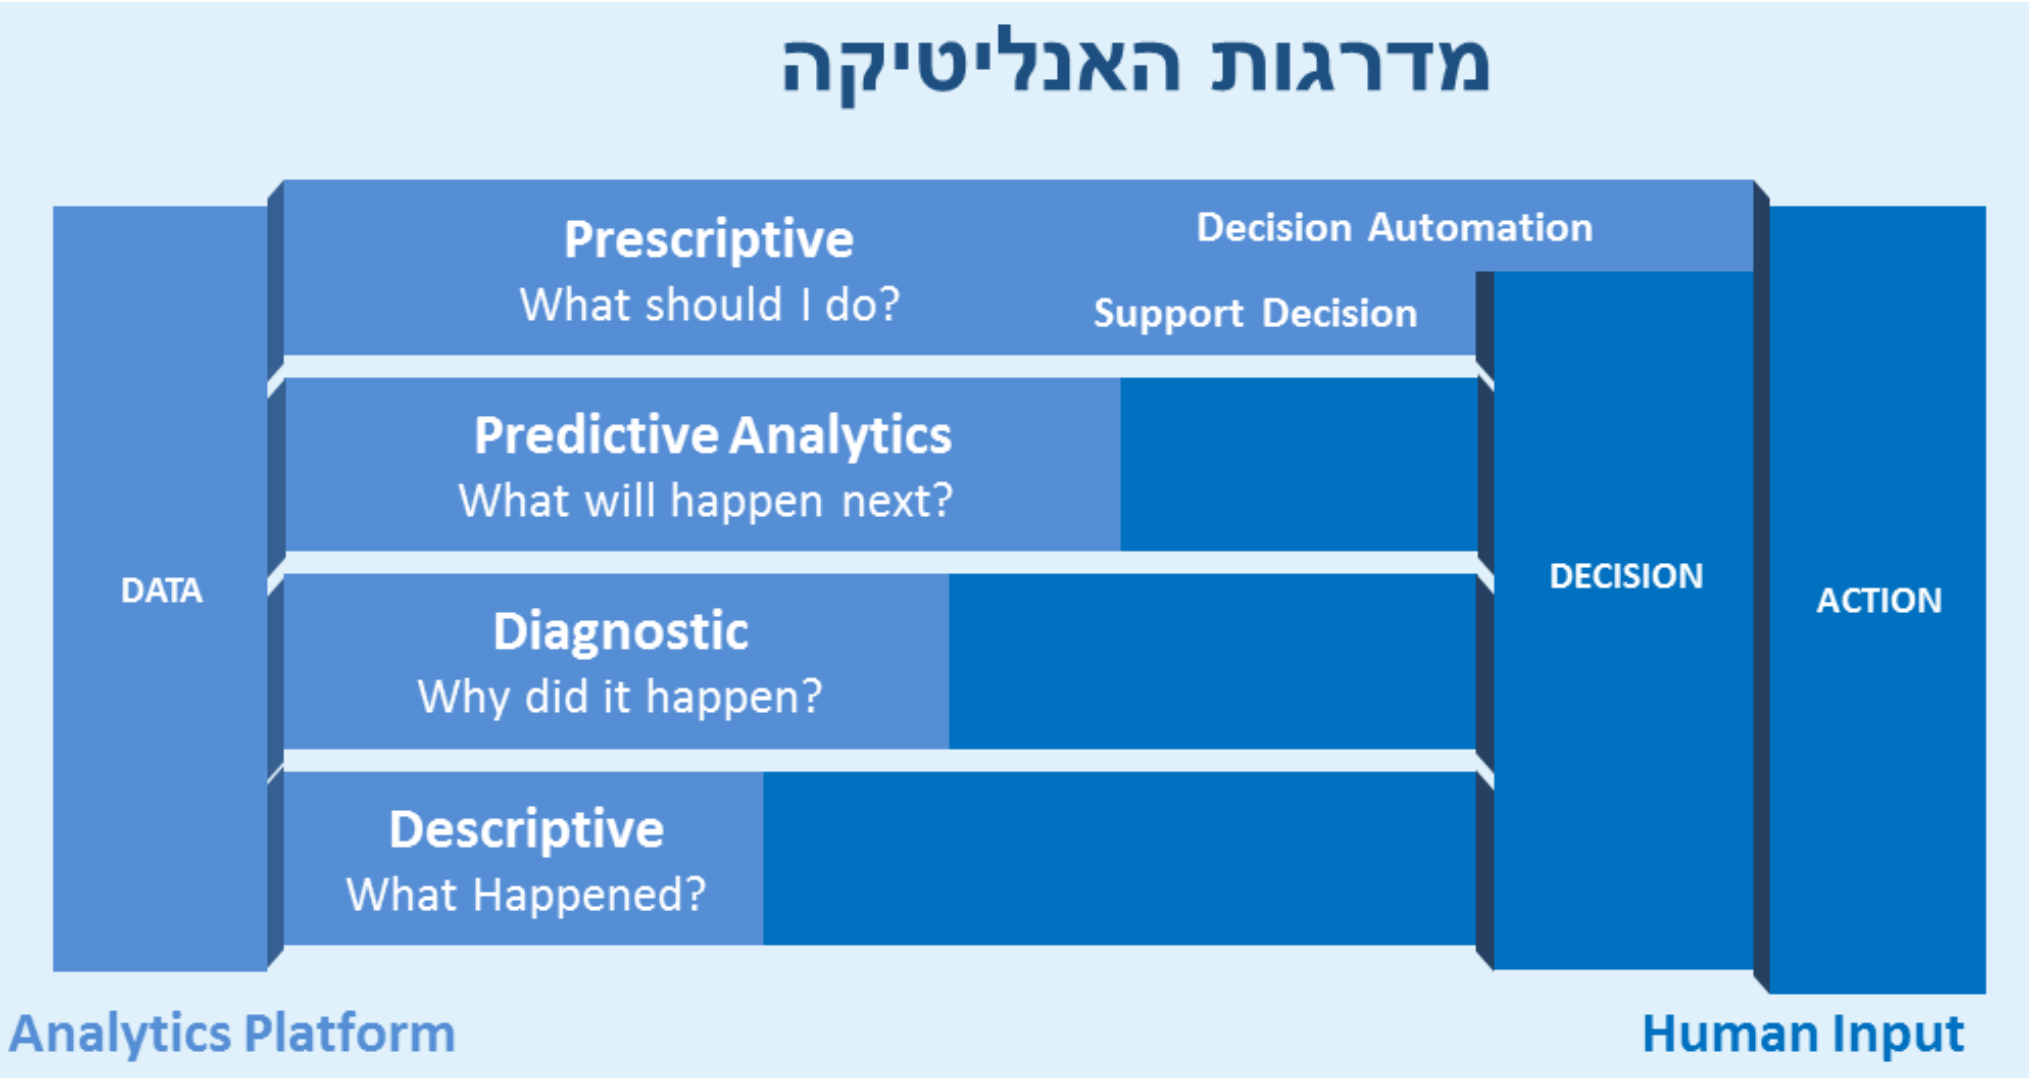 מדרגות האנליטיקה
Prescriptive
What should I do?
Decision Automation
Support Decision
Predictive Analytics
What will happen next?
Diagnostic
Why did it happen?
Descriptive
What Happened?
DATA
DECISION
ACTION
Analytics Platform
Human Input